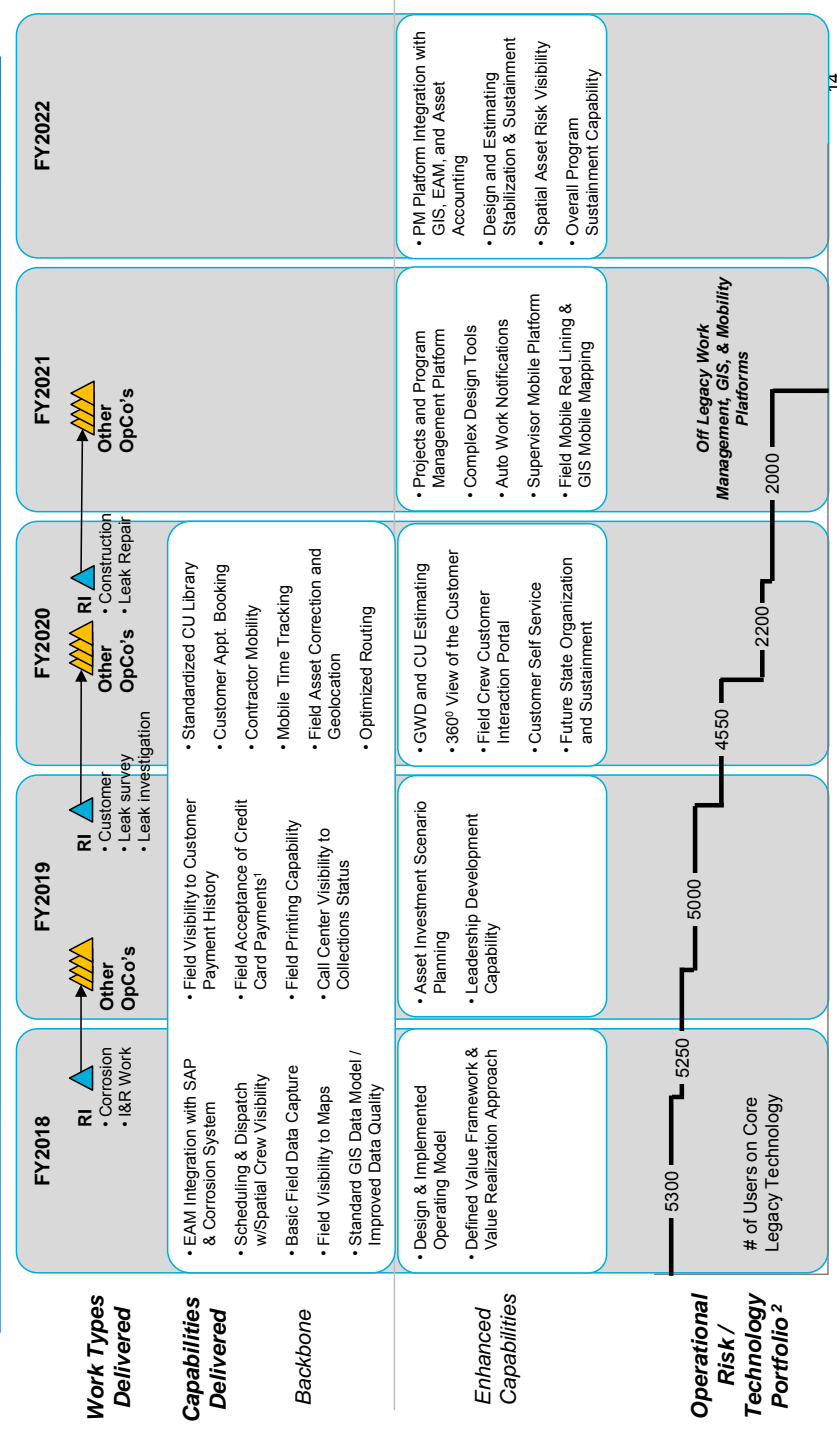 FY2018
FY2019
FY2020
FY2021
FY2022
Work Types
Delivered
RI
• Corrosion
• I&R Work
Other
OpCo's
RI
• Customer
• Leak survey
• Leak investigation
Other
OpCo's
RI
• Construction
• Leak Repair
Other
OpCo's
Capabilities
Delivered
Backbone
• EAM Integration with SAP
& Corrosion System
• Scheduling & Dispatch
w/Spatial Crew Visibility
• Basic Field Data Capture
• Field Visibility to Maps
• Standard GIS Data Model /
Improved Data Quality
• Field Visibility to Customer
Payment History
• Field Acceptance of Credit
Card Payments¹
• Field Printing Capability
• Call Center Visibility to
Collections Status
• Standardized CU Library
• Customer Appt. Booking
• Contractor Mobility
• Mobile Time Tracking
• Field Asset Correction and
Geolocation
• Optimized Routing
Enhanced
Capabilities
• Design & Implemented
Operating Model
• Defined Value Framework &
Value Realization Approach
• Asset Investment Scenario
Planning
• Leadership Development
Capability
• GWD and CU Estimating
• 360⁰ View of the Customer
• Field Crew Customer
Interaction Portal
• Customer Self Service
• Future State Organization
and Sustainment
• Projects and Program
Management Platform
• Complex Design Tools
• Auto Work Notifications
• Supervisor Mobile Platform
• Field Mobile Red Lining &
GIS Mobile Mapping
• PM Platform Integration with
GIS, EAM, and Asset
Accounting
• Design and Estimating
Stabilization & Sustainment
• Spatial Asset Risk Visibility
• Overall Program
Sustainment Capability
Operational
Risk /
Technology
Portfolio ²
5300
5250
5000
4550
2200
2000
# of Users on Core
Legacy Technology
Off Legacy Work
Management, GIS, & Mobility
Platforms
14